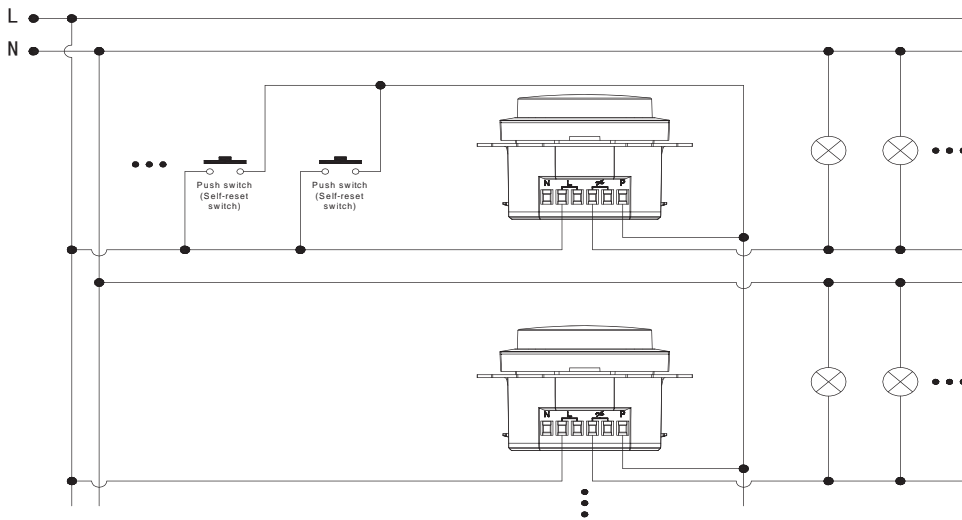 L
N
Push switch
(Self-reset
switch)
Push switch
(Self-reset
switch)
N L P
N L P